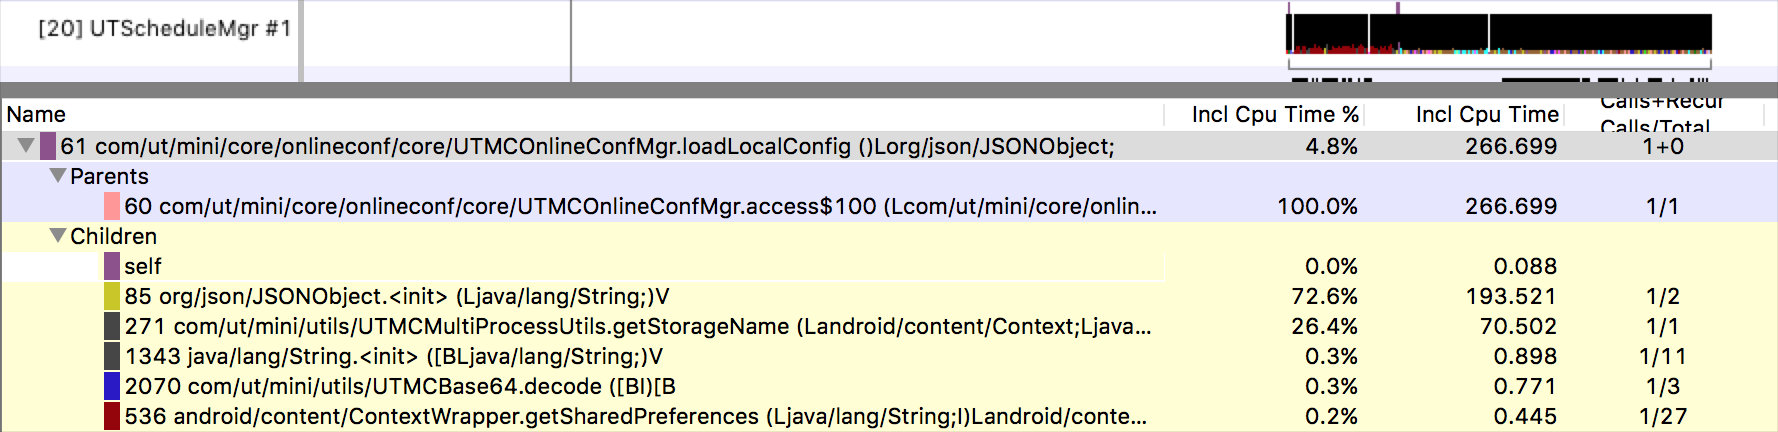 [20] UTScheduleMgr #1
Name Incl Cpu Time % Incl Cpu Time Calls+Recur
Calls/Total
61 com/ut/mini/core/onlineconf/core/UTMCOnlineConfMgr.loadLocalConfig ()Lorg/json/JSONObject; 4.8% 266.699 1+0
Parents
60 com/ut/mini/core/onlineconf/core/UTMCOnlineConfMgr.access$100 (Lcom/ut/mini/core/onlin... 100.0% 266.699 1/1
Children
self 0.0% 0.088
85 org/json/JSONObject.<init> (Ljava/lang/String;)V 72.6% 193.521 1/2
271 com/ut/mini/utils/UTMCMultiProcessUtils.getStorageName (Landroid/content/Context;Ljava... 26.4% 70.502 1/1
1343 java/lang/String.<init> ([BLjava/lang/String;)V 0.3% 0.898 1/11
2070 com/ut/mini/utils/UTMCBase64.decode ([BI)[B 0.3% 0.771 1/3
536 android/content/ContextWrapper.getSharedPreferences (Ljava/lang/String;I)Landroid/conte... 0.2% 0.445 1/27